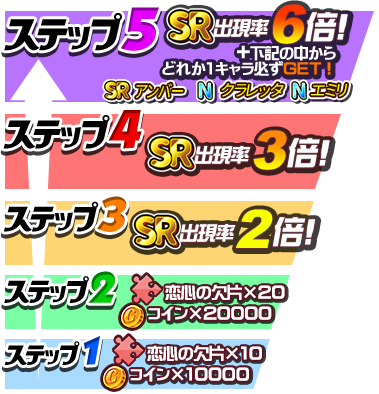 ステップ5 SR出現率6倍!
+下記の中から
どれか1キャラ必ずGET!
SRアンバー Nクラレッタ Nエミリ
ステップ4 SR出現率3倍!
ステップ3 SR出現率2倍!
ステップ2 恋心の欠片×20
コイン×20000
ステップ1 恋心の欠片×10
コイン×10000